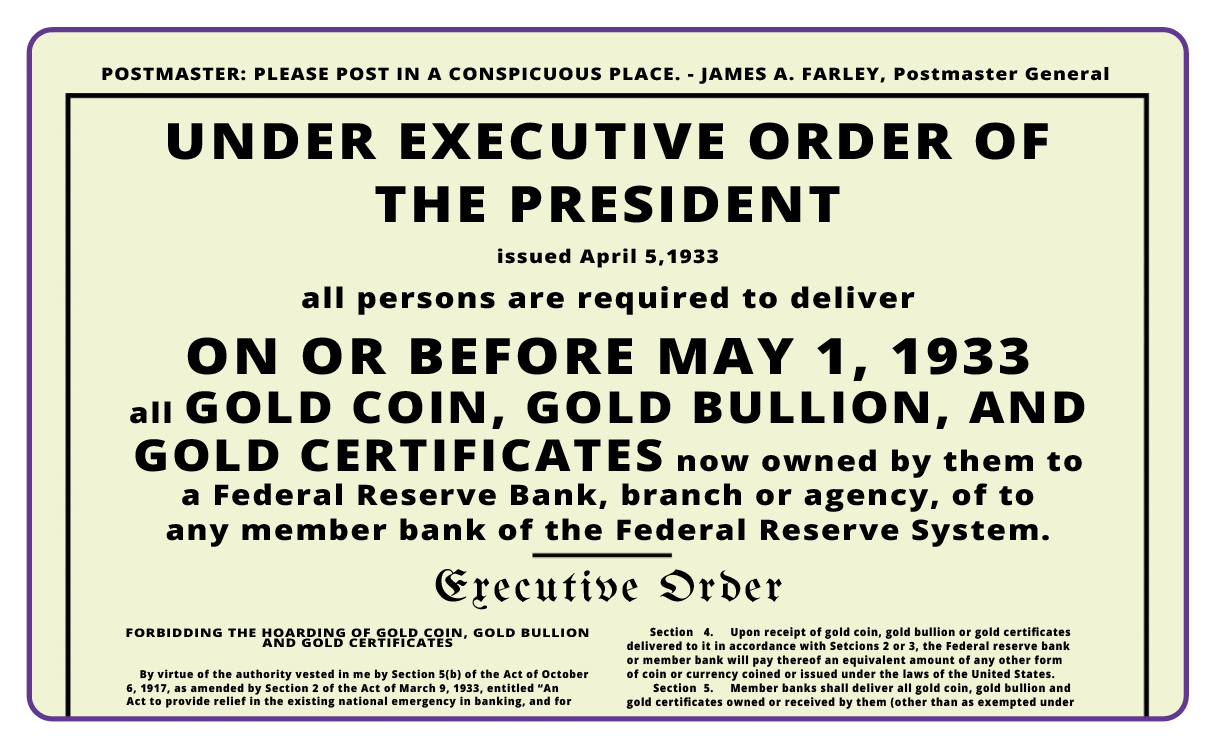 POSTMASTER: PLEASE POST IN A CONSPICUOUS PLACE. - JAMES A. FARLEY, Postmaster General
UNDER EXECUTIVE ORDER OF
THE PRESIDENT
issued April 5,1933
all persons are required to deliver
ON OR BEFORE MAY 1, 1933
all GOLD COIN, GOLD BULLION, AND
GOLD CERTIFICATES now owned by them to
a Federal Reserve Bank, branch or agency, of to
any member bank of the Federal Reserve System.
Executive Order
FORBIDDING THE HOARDING OF GOLD COIN, GOLD BULLION
AND GOLD CERTIFICATES
By virtue of the authority vested in me by Section 5(b) of the Act of October
6, 1917, as amended by Section 2 of the Act of March 9, 1933, entitled "An
Act to provide relief in the existing national emergency in banking, and for
Section 4. Upon receipt of gold coin, gold bullion or gold certificates
delivered to it in accordance with Setcions 2 or 3, the Federal reserve bank
or member bank will pay thereof an equivalent amount of any other form
of coin or currency coined or issued under the laws of the United States.
Section 5. Member banks shall deliver all gold coin, gold bullion and
gold certificates owned or received by them (other than as exempted under